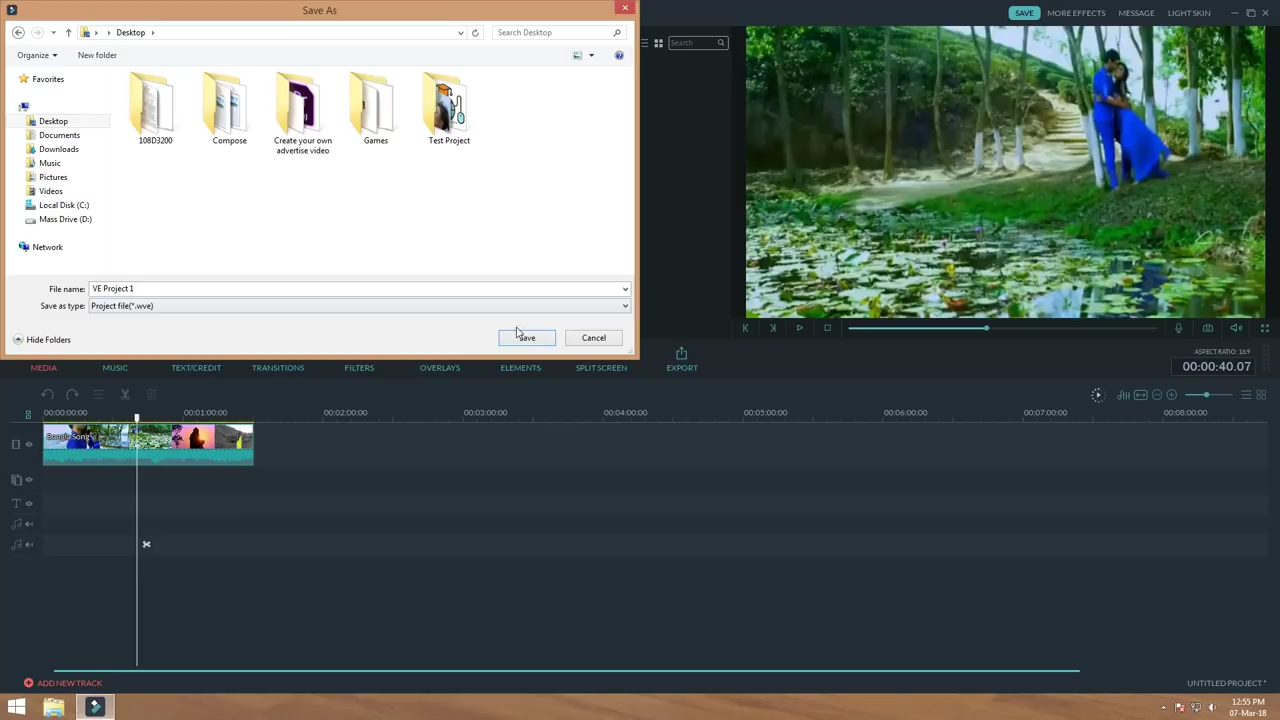 Save As
SAVE
MORE EFFECTS
MESSAGE
LIGHT SKIN
Desktop
Search Desktop
Organize
New folder
Search
Favorites
Desktop
Documents
Downloads
Music
Pictures
Videos
Local Disk (C:)
Mass Drive (D:)
Network
108D3200
Compose
Create your own
advertise video
Games
Test Project
File name:
VE Project 1
Save as type:
Project file(*.wve)
Hide Folders
Save
Cancel
MEDIA
MUSIC
TEXT/CREDIT
TRANSITIONS
FILTERS
OVERLAYS
ELEMENTS
SPLIT SCREEN
EXPORT
ASPECT RATIO: 16:9
00:00:40.07
00:00:00:00
00:01:00:00
00:02:00:00
00:03:00:00
00:04:00:00
00:05:00:00
00:06:00:00
00:07:00:00
00:08:00:00
Bangla Song
ADD NEW TRACK
UNTITLED PROJECT *
12:55 PM
07-Mar-18